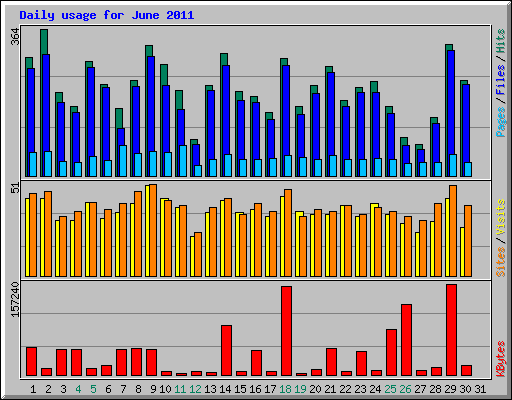 Daily usage for June 2011
364
Pages / Files / Hits
51
Sites / Visits
157240
KBytes
1 2 3 4 5 6 7 8 9 10 11 12 13 14 15 16 17 18 19 20 21 22 23 24 25 26 27 28 29 30 31